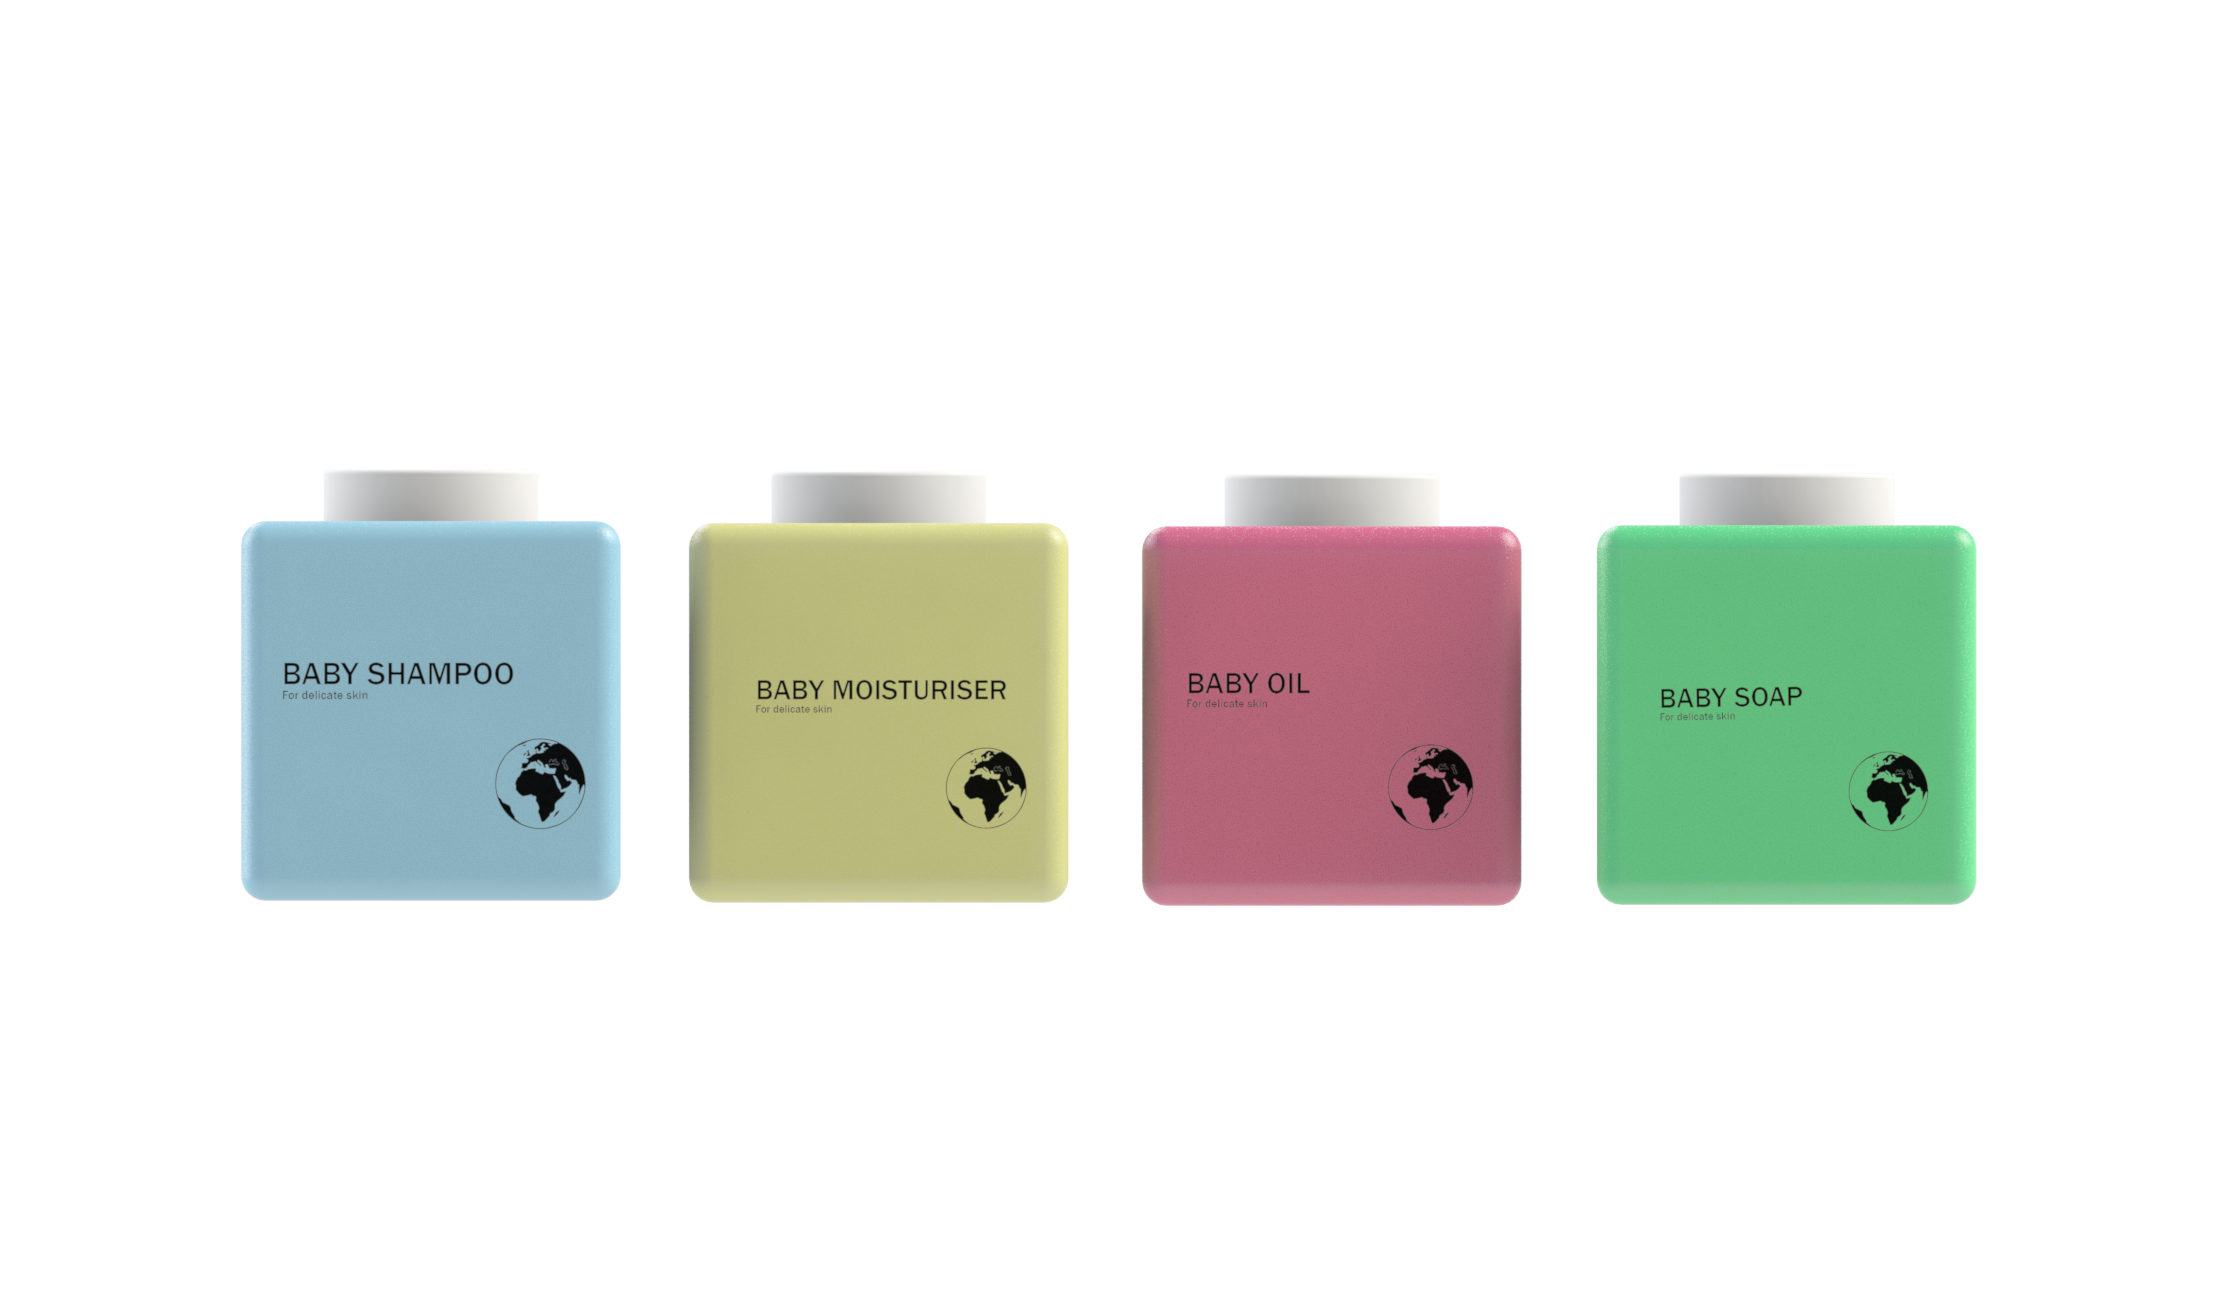 BABY SHAMPOO
For delicate skin
BABY MOISTURISER
For delicate skin
BABY OIL
For delicate skin
BABY SOAP
For delicate skin